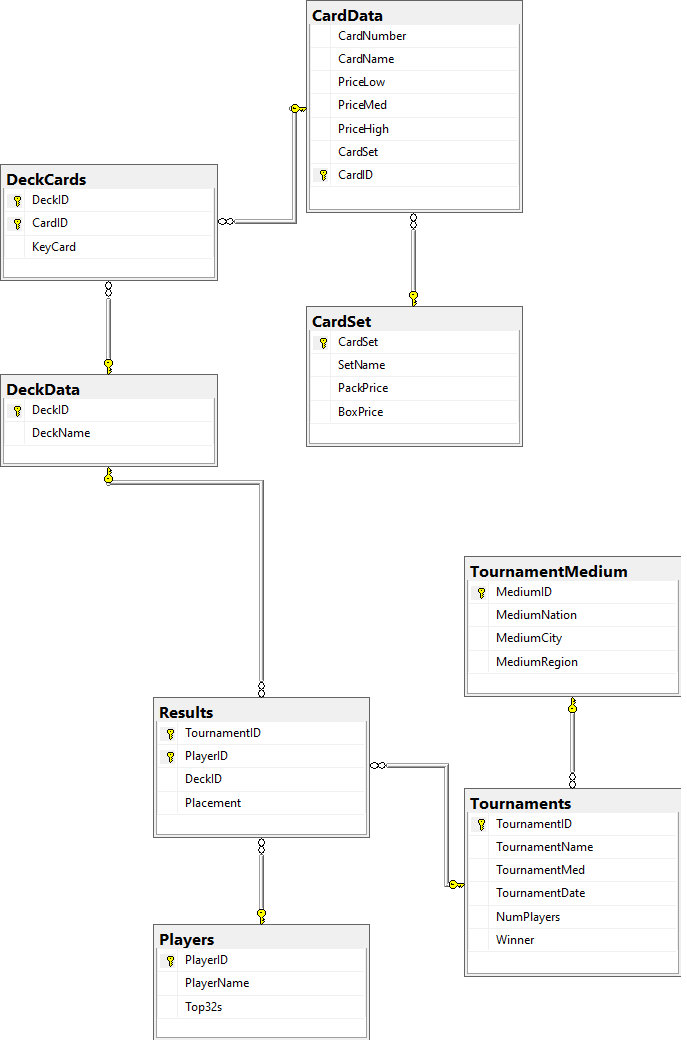 CardData
CardNumber
CardName
PriceLow
PriceMed
PriceHigh
CardSet
CardID
DeckCards
DeckID
CardID
KeyCard
CardSet
CardSet
SetName
PackPrice
BoxPrice
DeckData
DeckID
DeckName
TournamentMedium
MediumID
MediumNation
MediumCity
MediumRegion
Results
TournamentID
PlayerID
DeckID
Placement
Tournaments
TournamentID
TournamentName
TournamentMed
TournamentDate
NumPlayers
Winner
Players
PlayerID
PlayerName
Top32s